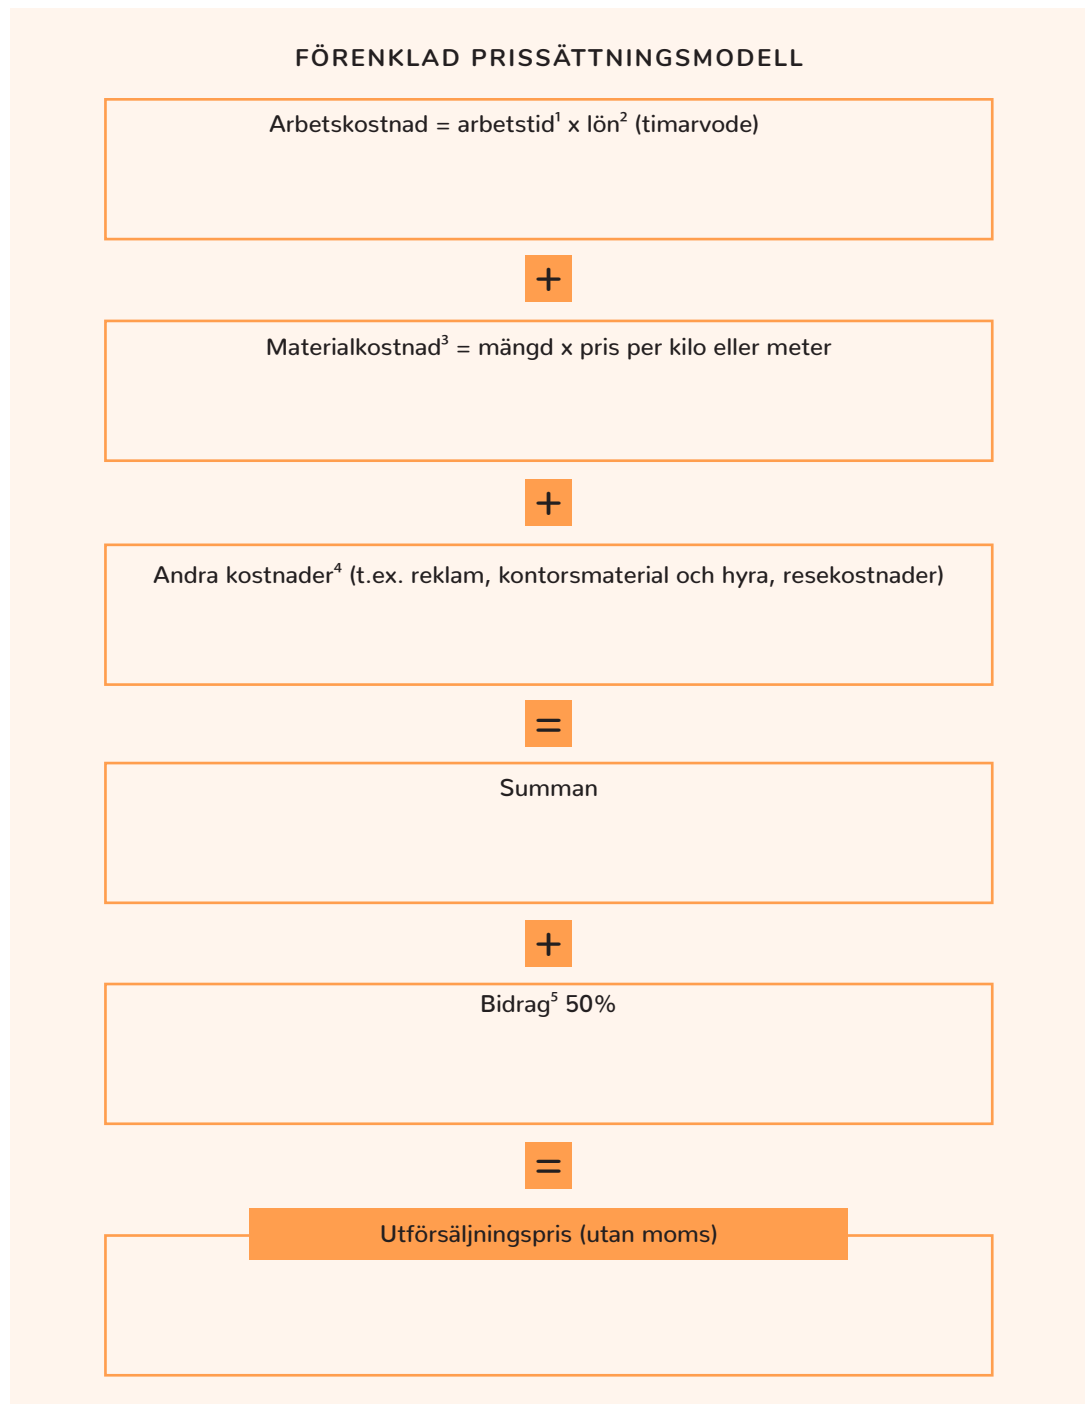 FÖRENKLAD PRISSÄTTNINGSMODELL
Arbetskostnad = arbetstid¹ x lön² (timarvode)
+
Materialkostnad³ = mängd x pris per kilo eller meter
+
Andra kostnader⁴ (t.ex. reklam, kontorsmaterial och hyra, resekostnader)
=
Summan
+
Bidrag⁵ 50%
=
Utförsäljningspris (utan moms)